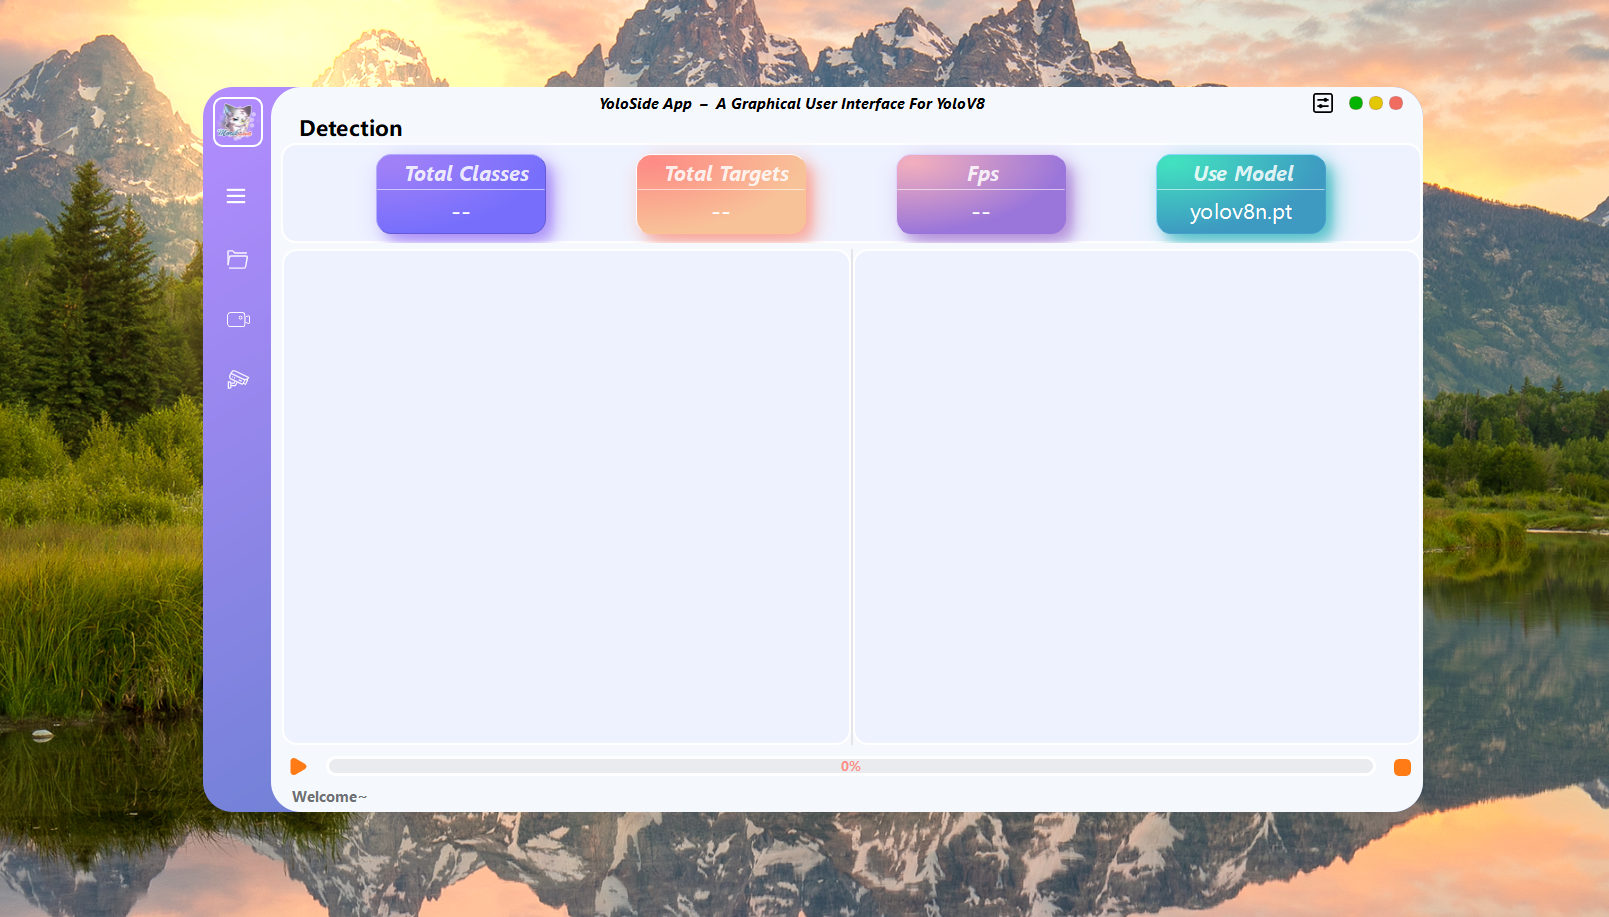 YoloSide App – A Graphical User Interface For YoloV8
Detection
Total Classes
--
Total Targets
--
Fps
--
Use Model
yolov8n.pt
0%
Welcome~